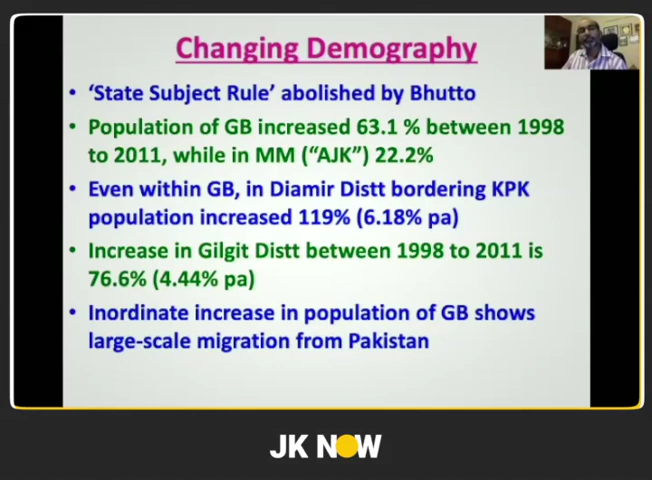 Changing Demography
• 'State Subject Rule' abolished by Bhutto
• Population of GB increased 63.1 % between 1998
to 2011, while in MM ("AJK") 22.2%
• Even within GB, in Diamir Distt bordering KPK
population increased 119% (6.18% pa)
• Increase in Gilgit Distt between 1998 to 2011 is
76.6% (4.44% pa)
• Inordinate increase in population of GB shows
large-scale migration from Pakistan
JK NOW